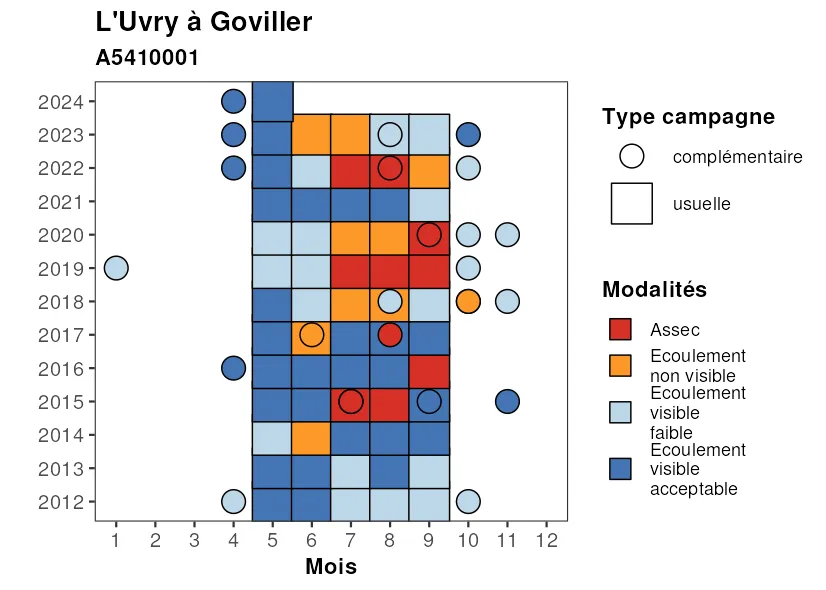 L'Uvry à Goviller
A5410001
2024
2023
2022
2021
2020
2019
2018
2017
2016
2015
2014
2013
2012
1 2 3 4 5 6 7 8 9 10 11 12
Mois
Type campagne
complémentaire
usuelle
Modalités
Assec
Ecoulement
non visible
Ecoulement
visible
faible
Ecoulement
visible
acceptable